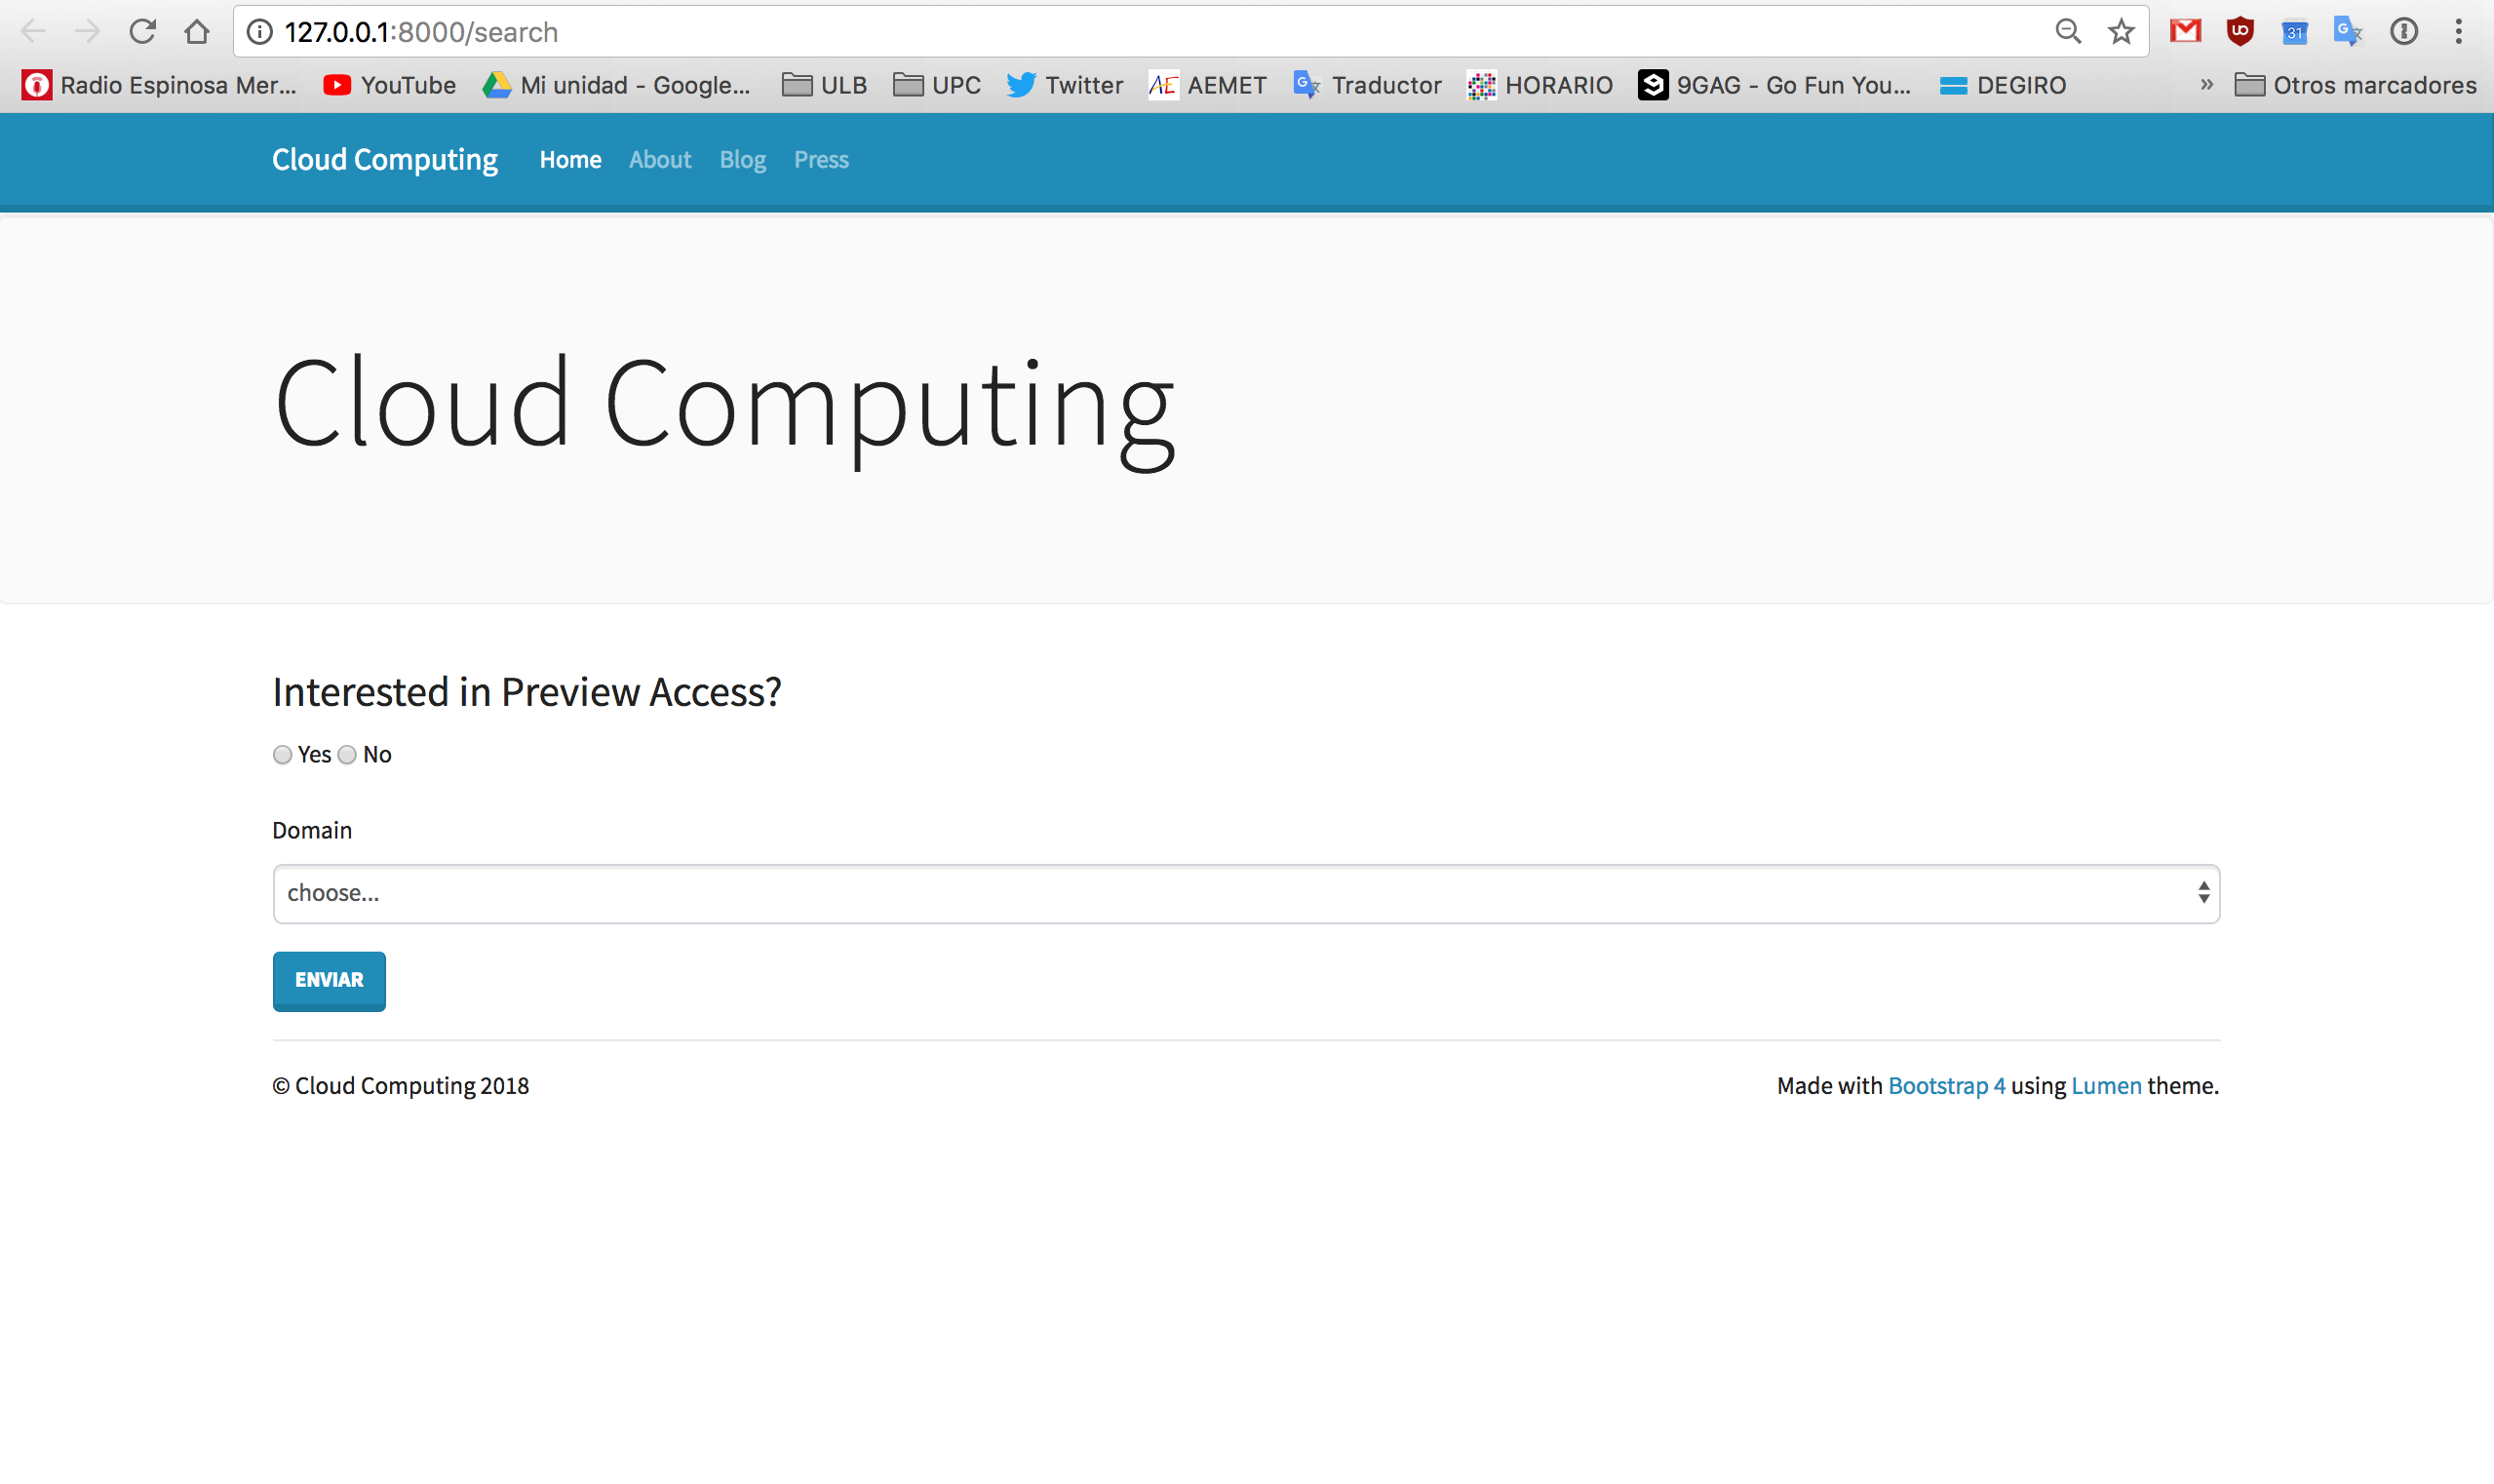 127.0.0.1:8000/search
Radio Espinosa Mer... YouTube Mi unidad - Google... ULB UPC Twitter AE AEMET Traductor HORARIO 9GAG - Go Fun You... DEGIRO » Otros marcadores
Cloud Computing Home About Blog Press
Cloud Computing
Interested in Preview Access?
Yes No
Domain
choose...
ENVIAR
© Cloud Computing 2018 Made with Bootstrap 4 using Lumen theme.